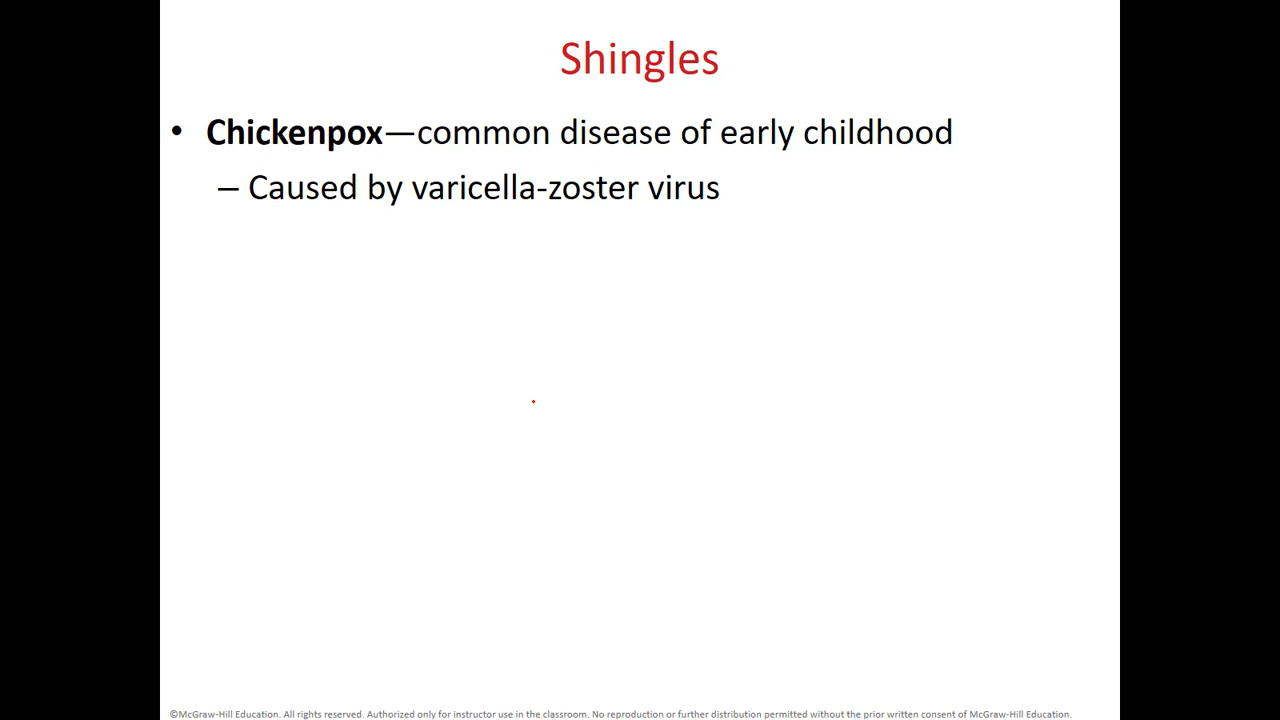 Shingles
• Chickenpox—common disease of early childhood
– Caused by varicella-zoster virus
©McGraw-Hill Education. All rights reserved. Authorized only for instructor use in the classroom. No reproduction or further distribution permitted without the prior written consent of McGraw-Hill Education.